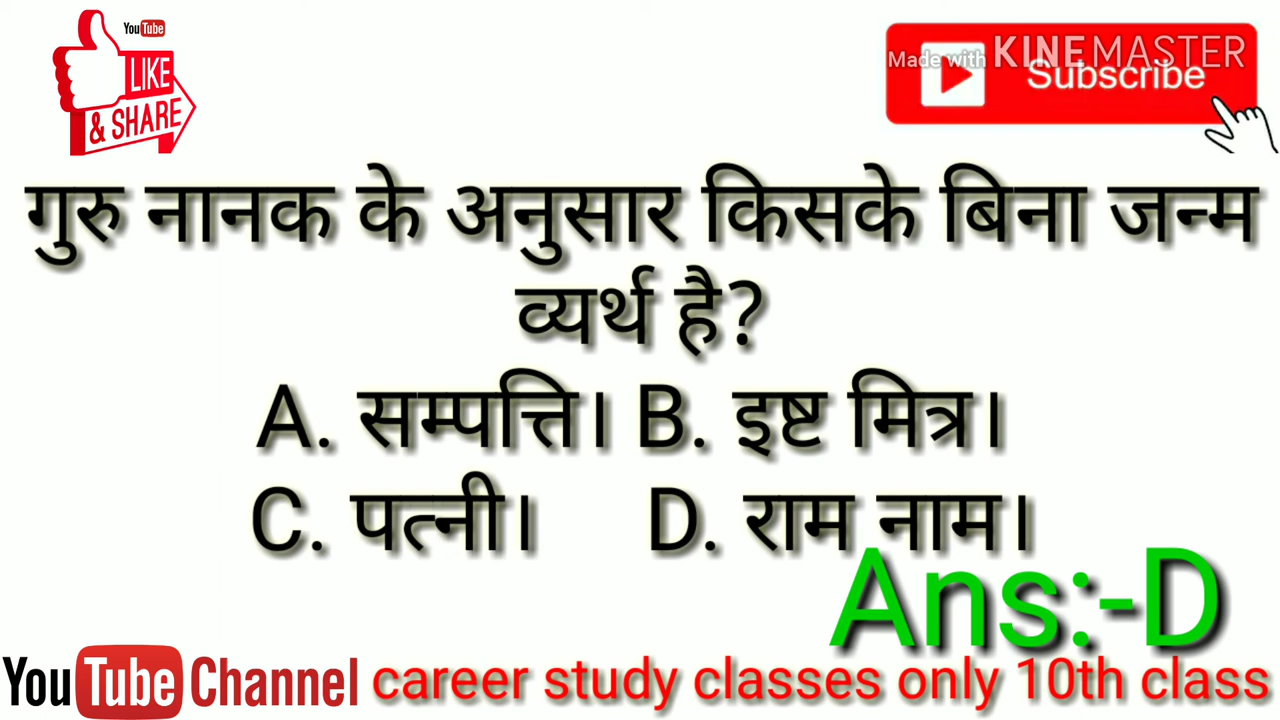 YouTube
LIKE
& SHARE
Made with KINEMASTER
Subscribe
गुरु नानक के अनुसार किसके बिना जन्म
व्यर्थ है?
A. सम्पत्ति। B. इष्ट मित्र।
C. पत्नी। D. राम नाम।
Ans:-D
YouTube Channel career study classes only 10th class